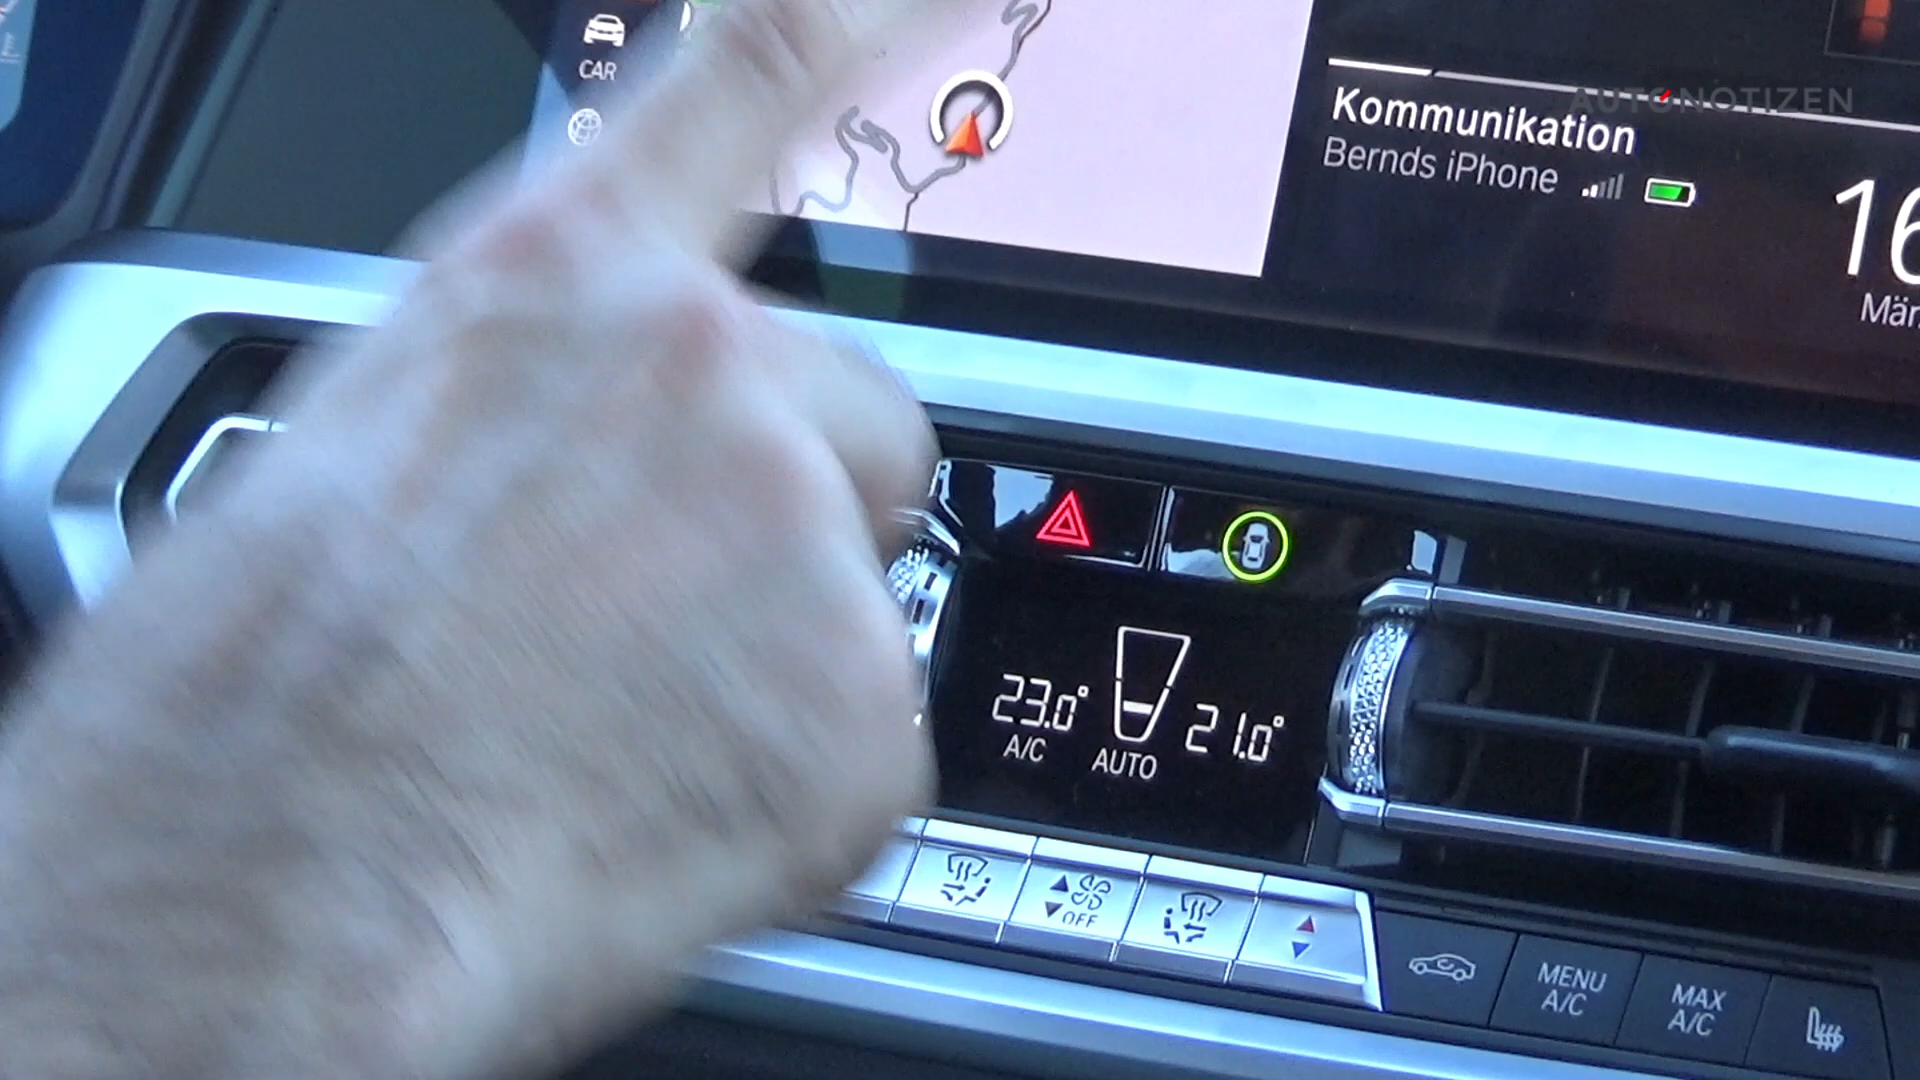 CAR
AUTONOTIZEN
Kommunikation
Bernds iPhone
16
Mär
23.0° 21.0°
A/C AUTO
OFF
MENU
A/C
MAX
A/C